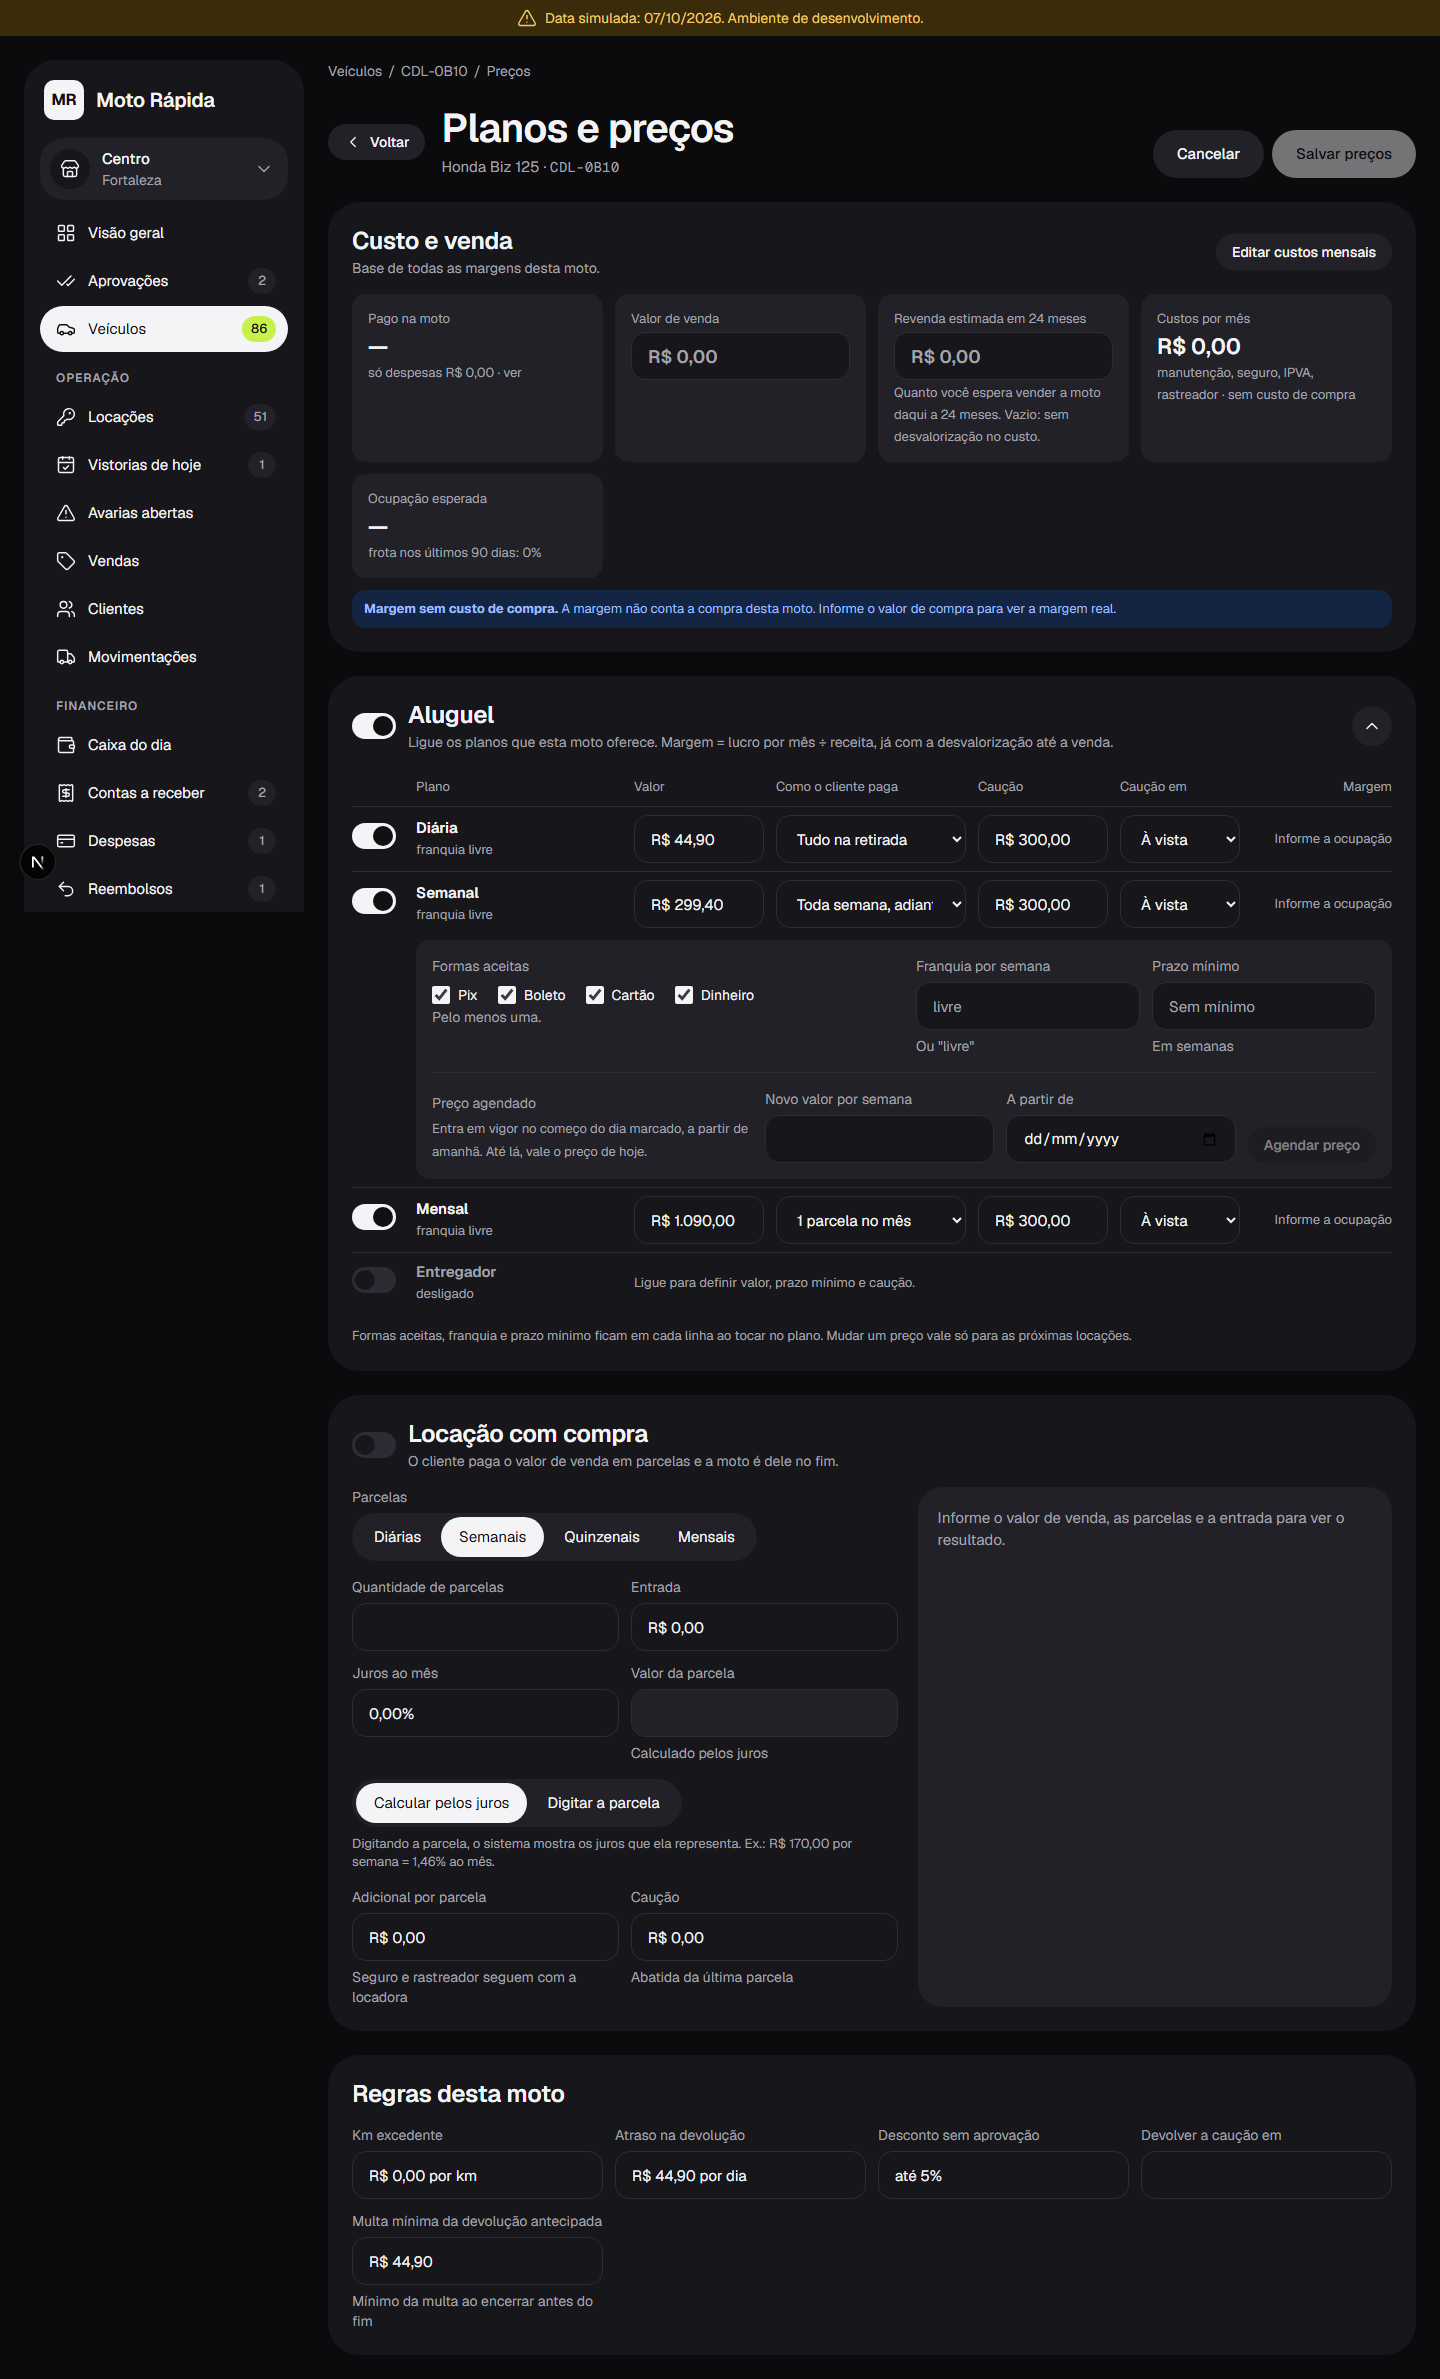 Data simulada: 07/10/2026. Ambiente de desenvolvimento.
MR Moto Rápida
Centro
Fortaleza
Visão geral
Aprovações 2
Veículos 86
OPERAÇÃO
Locações 51
Vistorias de hoje 1
Avarias abertas
Vendas
Clientes
Movimentações
FINANCEIRO
Caixa do dia
Contas a receber 2
Despesas 1
Reembolsos 1
N
Veículos / CDL-0B10 / Preços
Voltar
Planos e preços
Honda Biz 125 · CDL-0B10
Cancelar
Salvar preços
Custo e venda
Base de todas as margens desta moto.
Editar custos mensais
Pago na moto
—
só despesas R$ 0,00 · ver
Valor de venda
R$ 0,00
Revenda estimada em 24 meses
R$ 0,00
Quanto você espera vender a moto
daqui a 24 meses. Vazio: sem
desvalorização no custo.
Custos por mês
R$ 0,00
manutenção, seguro, IPVA,
rastreador · sem custo de compra
Ocupação esperada
—
frota nos últimos 90 dias: 0%
Margem sem custo de compra. A margem não conta a compra desta moto. Informe o valor de compra para ver a margem real.
Aluguel
Ligue os planos que esta moto oferece. Margem = lucro por mês ÷ receita, já com a desvalorização até a venda.
Plano Valor Como o cliente paga Caução Caução em Margem
Diária
franquia livre
R$ 44,90 Tudo na retirada R$ 300,00 À vista Informe a ocupação
Semanal
franquia livre
R$ 299,40 Toda semana, adian R$ 300,00 À vista Informe a ocupação
Formas aceitas
Pix Boleto Cartão Dinheiro
Pelo menos uma.
Franquia por semana
livre
Ou "livre"
Prazo mínimo
Sem mínimo
Em semanas
Preço agendado
Entra em vigor no começo do dia marcado, a partir de
amanhã. Até lá, vale o preço de hoje.
Novo valor por semana
A partir de
dd/mm/yyyy
Agendar preço
Mensal
franquia livre
R$ 1.090,00 1 parcela no mês R$ 300,00 À vista Informe a ocupação
Entregador
desligado
Ligue para definir valor, prazo mínimo e caução.
Formas aceitas, franquia e prazo mínimo ficam em cada linha ao tocar no plano. Mudar um preço vale só para as próximas locações.
Locação com compra
O cliente paga o valor de venda em parcelas e a moto é dele no fim.
Parcelas
Diárias Semanais Quinzenais Mensais
Quantidade de parcelas
Entrada
R$ 0,00
Juros ao mês
0,00%
Valor da parcela
Calculado pelos juros
Calcular pelos juros Digitar a parcela
Digitando a parcela, o sistema mostra os juros que ela representa. Ex.: R$ 170,00 por
semana = 1,46% ao mês.
Adicional por parcela
R$ 0,00
Seguro e rastreador seguem com a
locadora
Caução
R$ 0,00
Abatida da última parcela
Informe o valor de venda, as parcelas e a entrada para ver o
resultado.
Regras desta moto
Km excedente
R$ 0,00 por km
Atraso na devolução
R$ 44,90 por dia
Desconto sem aprovação
até 5%
Devolver a caução em
Multa mínima da devolução antecipada
R$ 44,90
Mínimo da multa ao encerrar antes do
fim